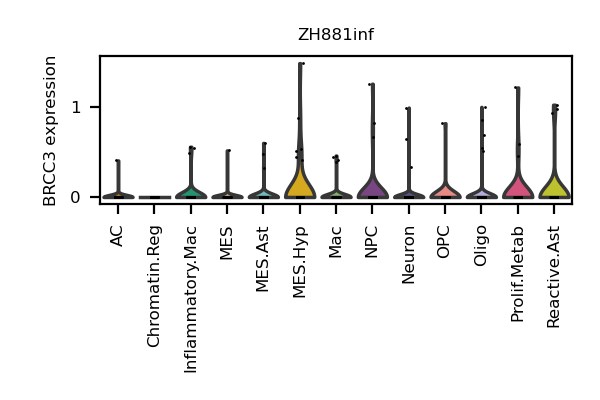 ZH881inf
BRCC3 expression
1
0
AC
Chromatin.Reg
Inflammatory.Mac
MES
MES.Ast
MES.Hyp
Mac
NPC
Neuron
OPC
Oligo
Prolif.Metab
Reactive.Ast